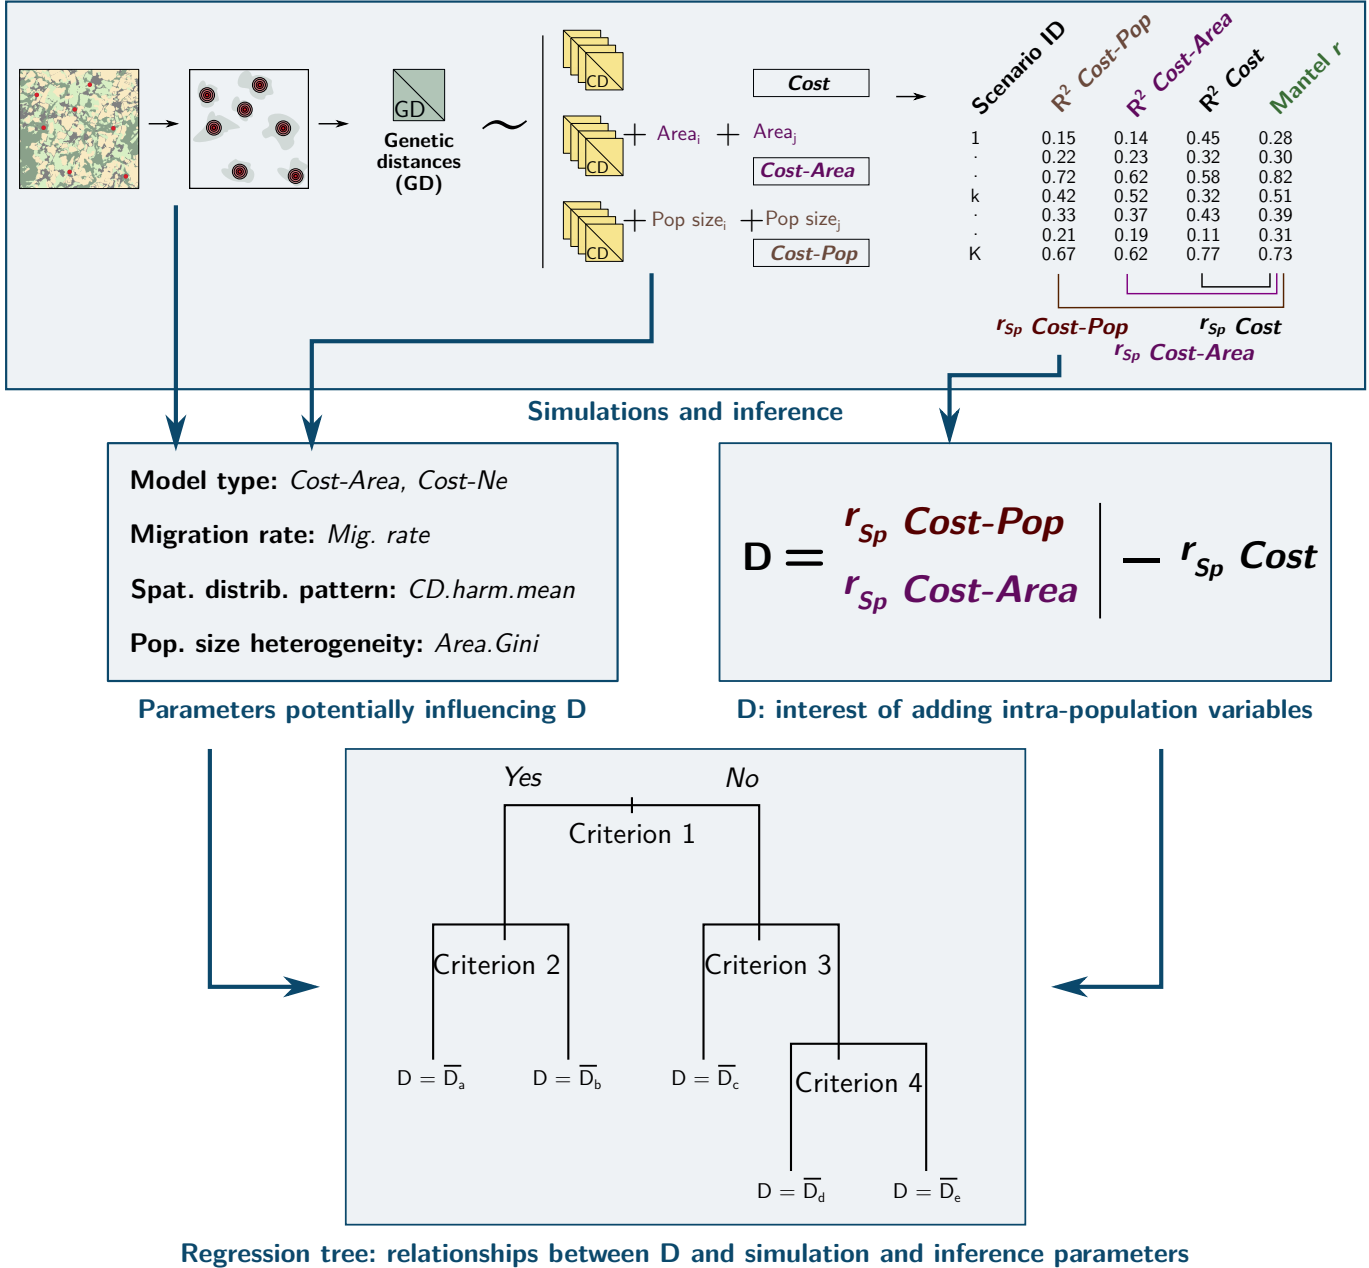 Scenario ID
R² Cost-Pop
R² Cost-Area
R² Cost
Mantel r
GD
Genetic
distances
(GD)
~
CD
Cost
CD + Areaᵢ + Areaⱼ
Cost-Area
CD + Pop sizeᵢ + Pop sizeⱼ
Cost-Pop
1 0.15 0.14 0.45 0.28
. 0.22 0.23 0.32 0.30
. 0.72 0.62 0.58 0.82
k 0.42 0.52 0.32 0.51
. 0.33 0.37 0.43 0.39
. 0.21 0.19 0.11 0.31
K 0.67 0.62 0.77 0.73
r_Sp Cost-Pop
r_Sp Cost
r_Sp Cost-Area
Simulations and inference
Model type: Cost-Area, Cost-Ne
Migration rate: Mig. rate
Spat. distrib. pattern: CD.harm.mean
Pop. size heterogeneity: Area.Gini
Parameters potentially influencing D
r_Sp Cost-Pop
D = | − r_Sp Cost
r_Sp Cost-Area
D: interest of adding intra-population variables
Yes No
Criterion 1
Criterion 2
Criterion 3
D = D̅ₐ
D = D̅_b
D = D̅_c
Criterion 4
D = D̅_d
D = D̅ₑ
Regression tree: relationships between D and simulation and inference parameters